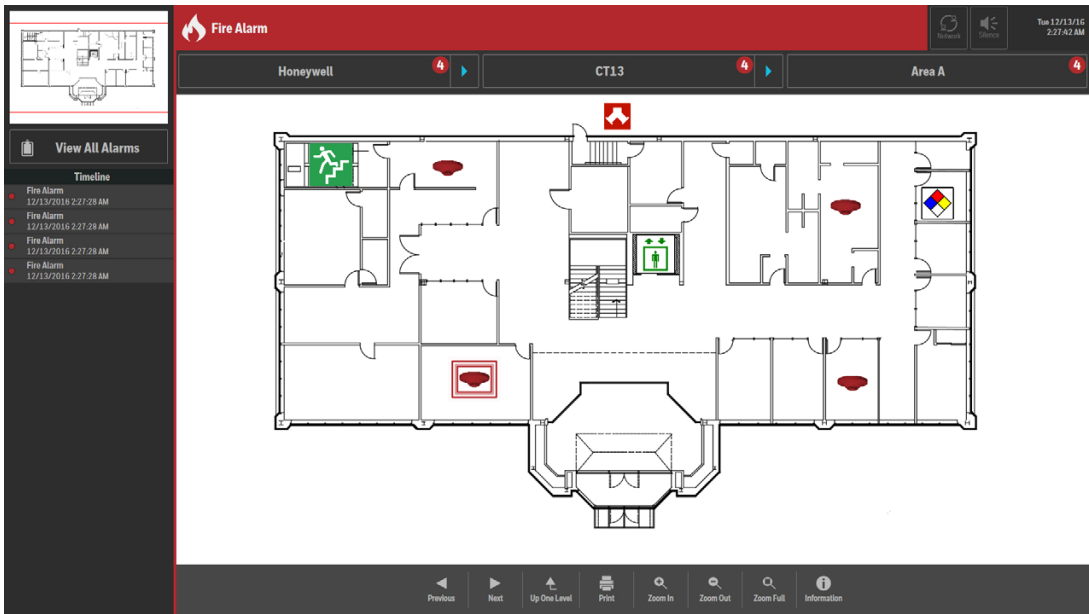 Fire Alarm
Network
Silence
Tue 12/13/16
2:27:42 AM
Honeywell
4
CT13
4
Area A
4
View All Alarms
Timeline
Fire Alarm
12/13/2016 2:27:28 AM
Fire Alarm
12/13/2016 2:27:28 AM
Fire Alarm
12/13/2016 2:27:28 AM
Fire Alarm
12/13/2016 2:27:28 AM
Previous
Next
Up One Level
Print
Zoom In
Zoom Out
Zoom Full
Information